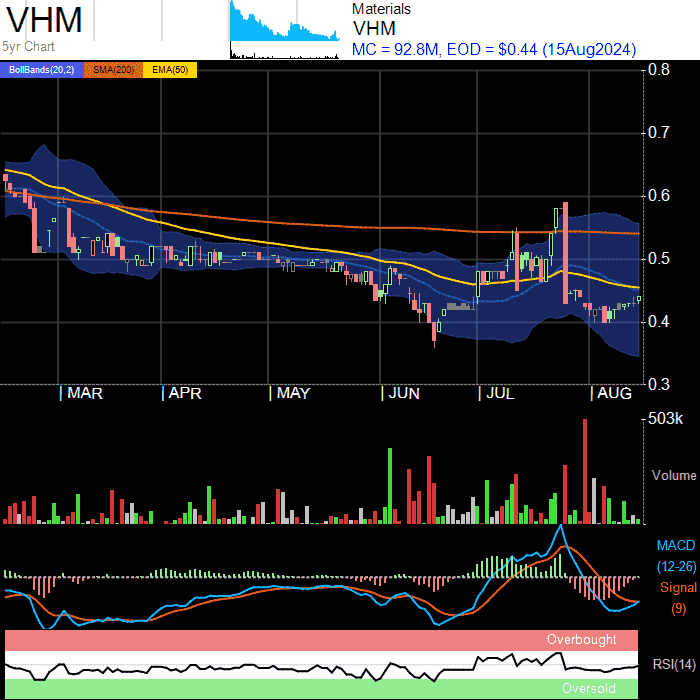 VHM
5yr Chart
Materials
VHM
MC = 92.8M, EOD = $0.44 (15Aug2024)
BollBands(20,2) SMA(200) EMA(50)
0.8
0.7
0.6
0.5
0.4
0.3
MAR APR MAY JUN JUL AUG
503k
Volume
MACD
(12-26)
Signal
(9)
Overbought
RSI(14)
Oversold